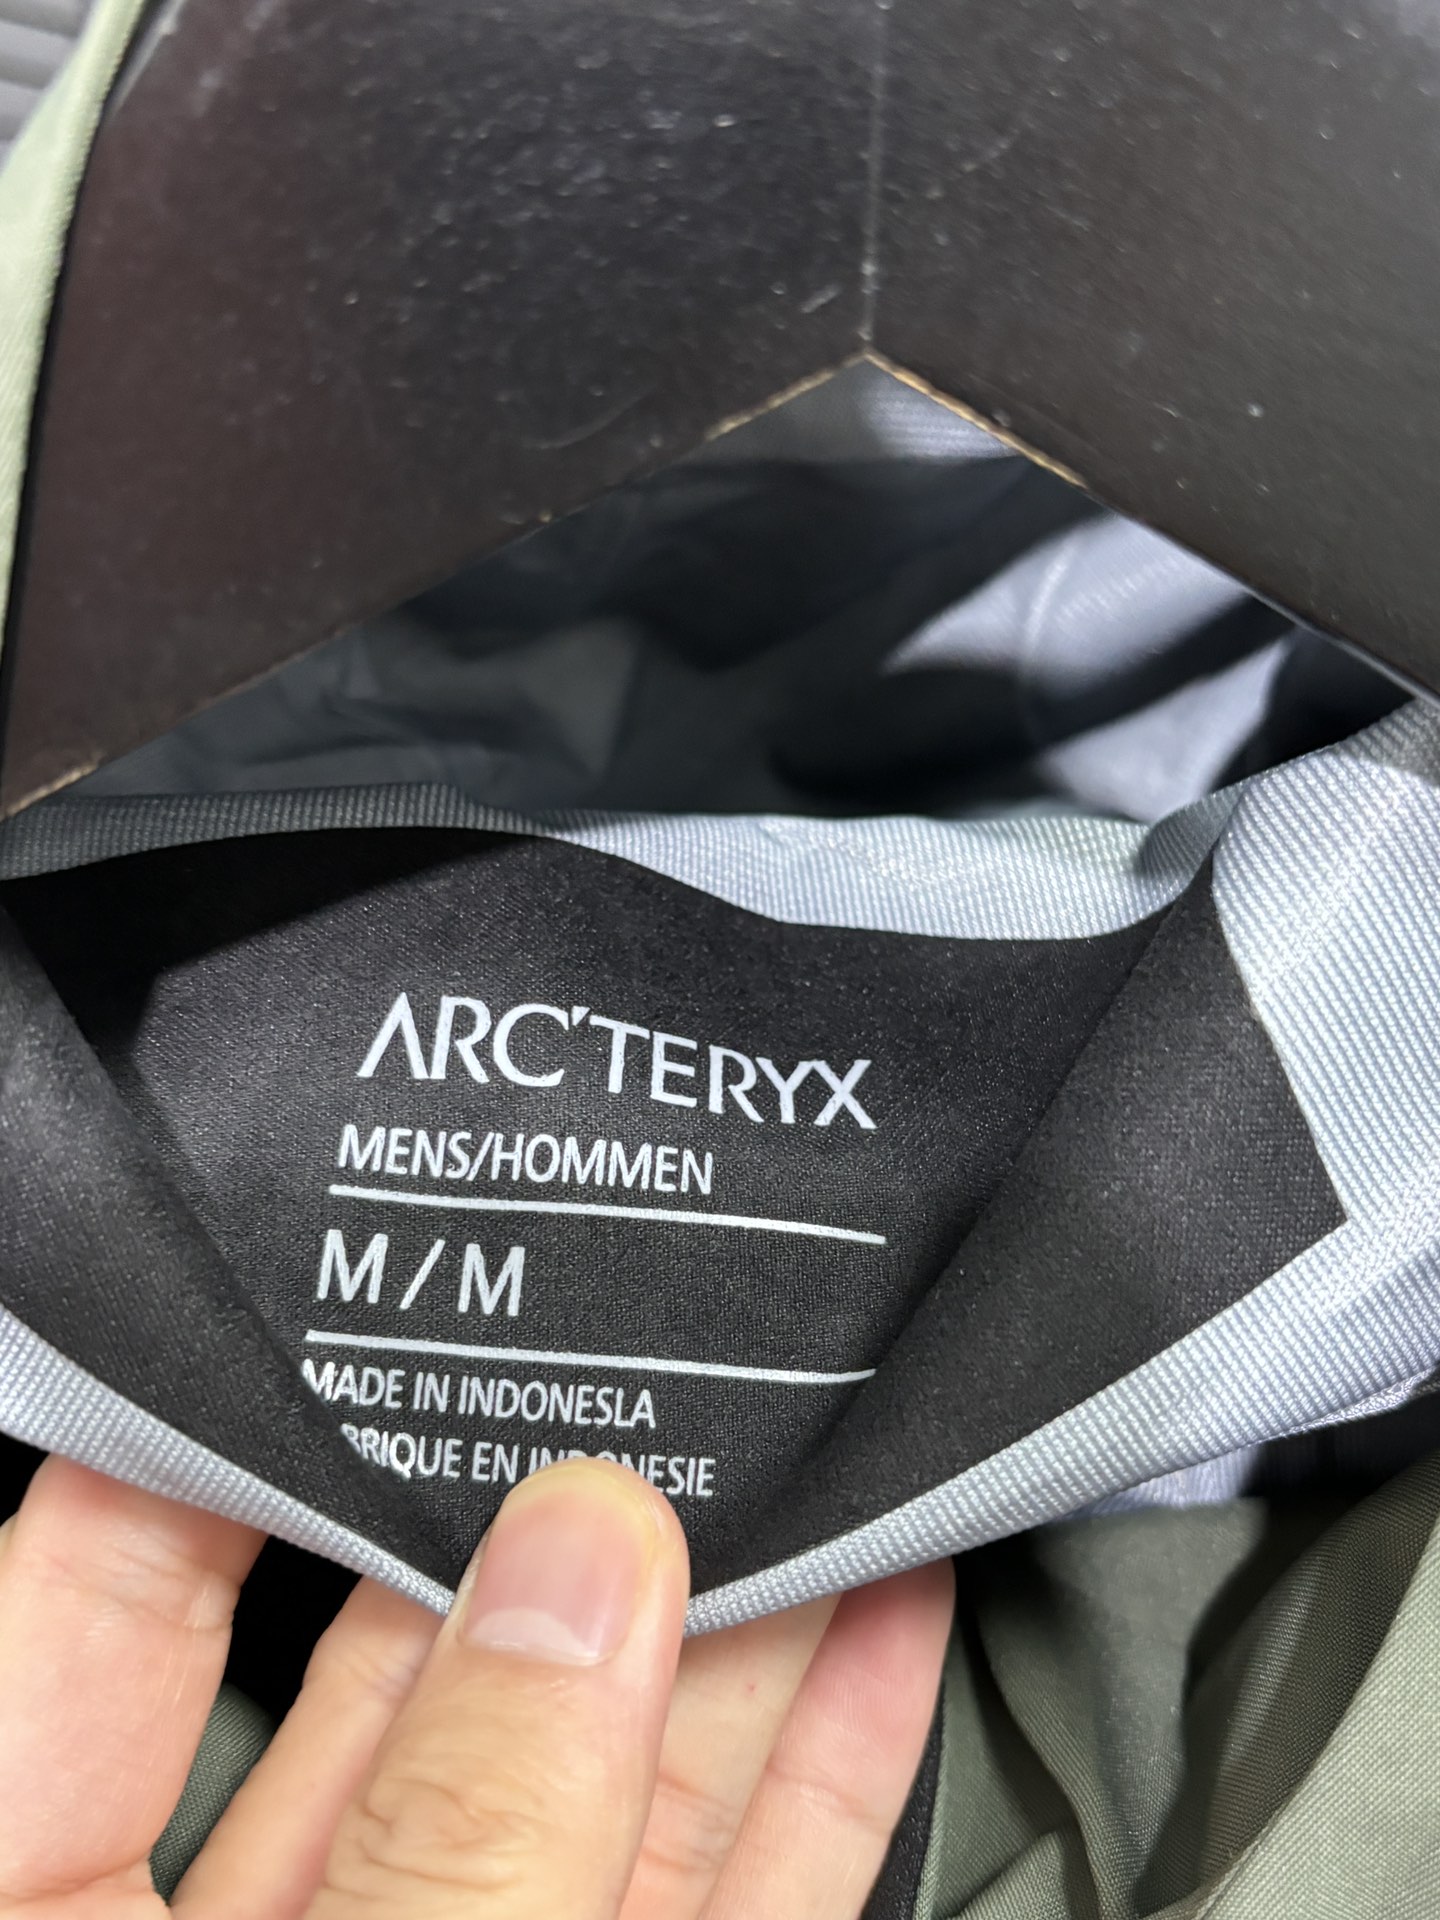 ARC'TERYX
MENS/HOMMEN
M / M
MADE IN INDONESLA
BRIQUE EN INDONESIE